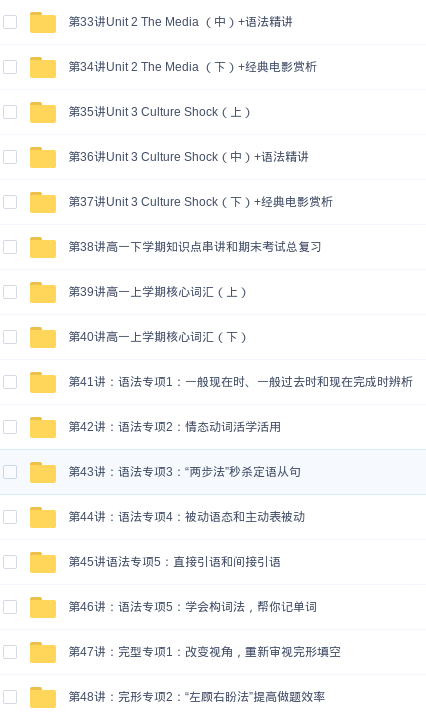 第33讲Unit 2 The Media （中）+语法精讲
第34讲Unit 2 The Media （下）+经典电影赏析
第35讲Unit 3 Culture Shock（上）
第36讲Unit 3 Culture Shock（中）+语法精讲
第37讲Unit 3 Culture Shock（下）+经典电影赏析
第38讲高一下学期知识点串讲和期末考试总复习
第39讲高一上学期核心词汇（上）
第40讲高一上学期核心词汇（下）
第41讲：语法专项1：一般现在时、一般过去时和现在完成时辨析
第42讲：语法专项2：情态动词活学活用
第43讲：语法专项3：“两步法”秒杀定语从句
第44讲：语法专项4：被动语态和主动表被动
第45讲语法专项5：直接引语和间接引语
第46讲：语法专项5：学会构词法，帮你记单词
第47讲：完型专项1：改变视角，重新审视完形填空
第48讲：完形专项2：“左顾右盼法”提高做题效率